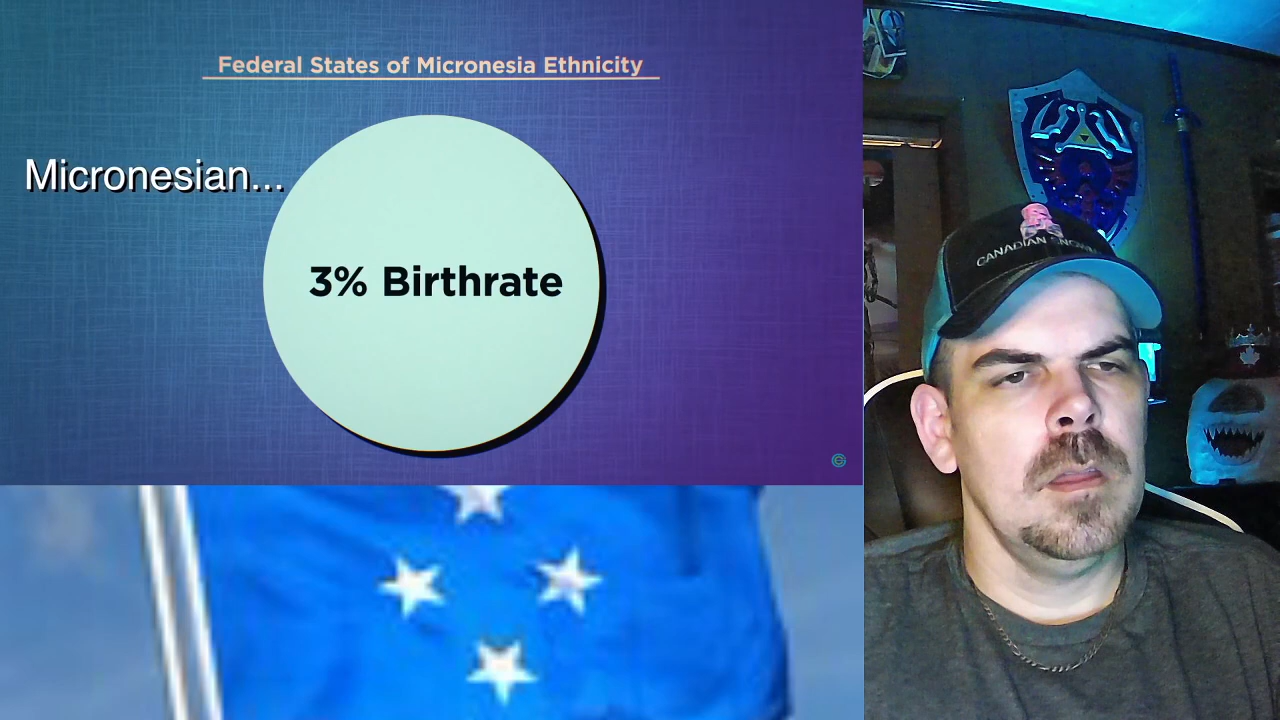 Federal States of Micronesia Ethnicity
Micronesian...
3% Birthrate
CANADIAN